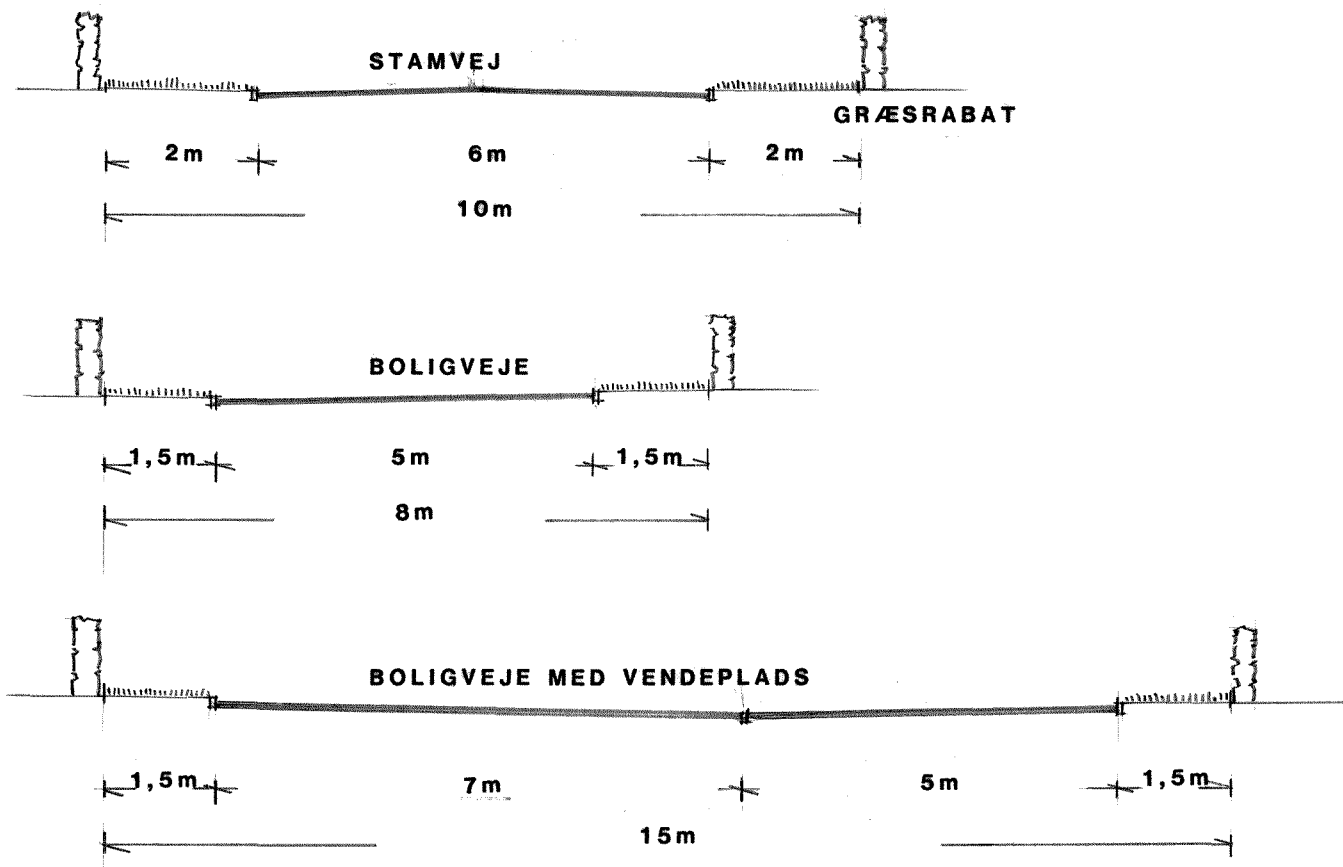 STAMVEJ
GRÆSRABAT
2m 6m 2m
10m
BOLIGVEJE
1,5m 5m 1,5m
8m
BOLIGVEJE MED VENDEPLADS
1,5m 7m 5m 1,5m
15m